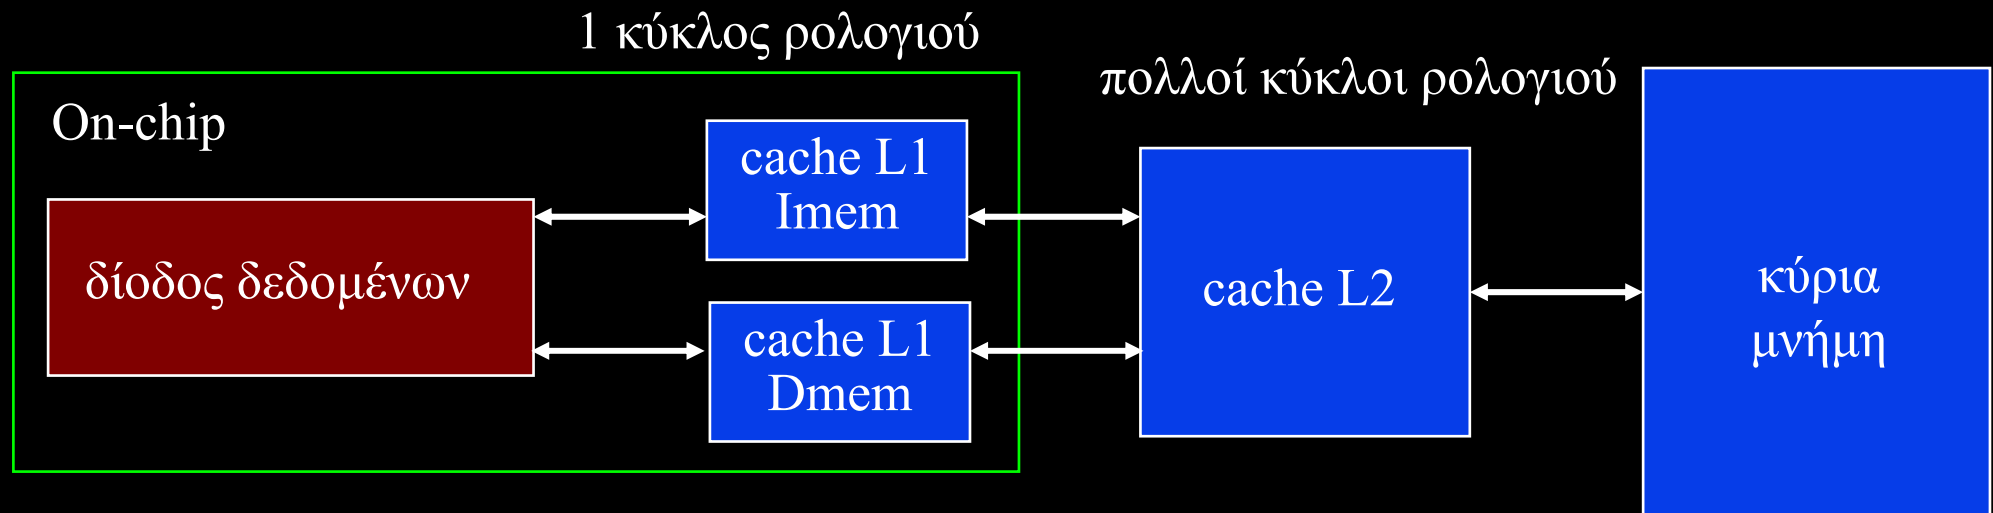 1 κύκλος ρολογιού
πολλοί κύκλοι ρολογιού
On-chip
cache L1
Imem
δίοδος δεδομένων
cache L1
Dmem
cache L2
κύρια
μνήμη